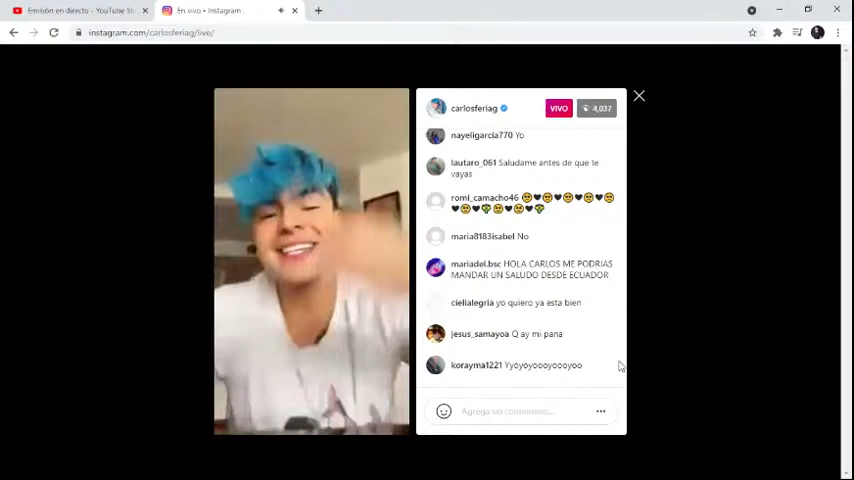 Emisión en directo - YouTube St
En vivo • Instagram
instagram.com/carlosferiag/live/
carlosferiag
VIVO
4,037
nayeligarcia770 Yo
lautaro_061 Saludame antes de que te
vayas
romi_camacho46
maria8183isabel No
mariadel.bsc HOLA CARLOS ME PODRIAS
MANDAR UN SALUDO DESDE ECUADOR
cielialegria yo quiero ya esta bien
jesus_samayoa Q ay mi pana
korayma1221 Yyoyoyoooyoooyoo
Agrega un comentario...